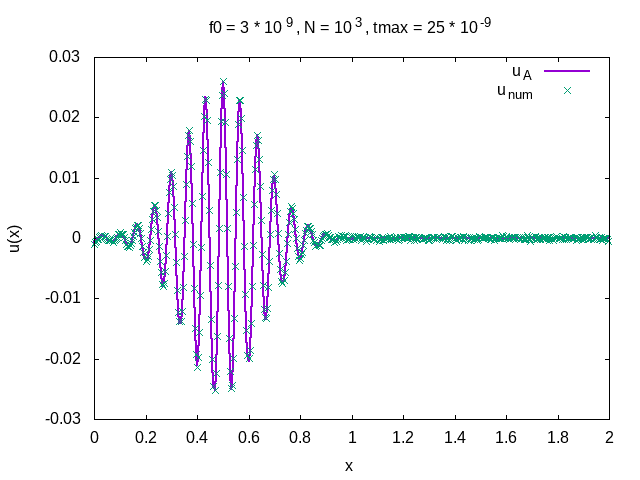 f0 = 3 * 10^9, N = 10^3, tmax = 25 * 10^-9
0.03
u_A
u_num
0.02
0.01
0
-0.01
-0.02
-0.03
u(x)
0 0.2 0.4 0.6 0.8 1 1.2 1.4 1.6 1.8 2
x